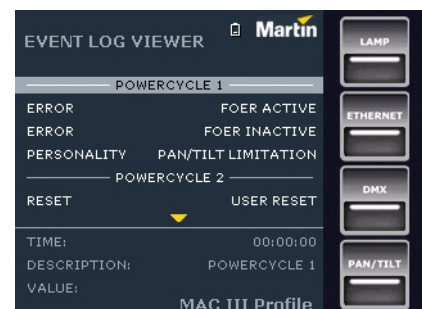 Martin
EVENT LOG VIEWER
POWERCYCLE 1
ERROR FOER ACTIVE
ERROR FOER INACTIVE
PERSONALITY PAN/TILT LIMITATION
POWERCYCLE 2
RESET USER RESET
TIME: 00:00:00
DESCRIPTION: POWERCYCLE 1
VALUE:
MAC III Profile
LAMP
ETHERNET
DMX
PAN/TILT